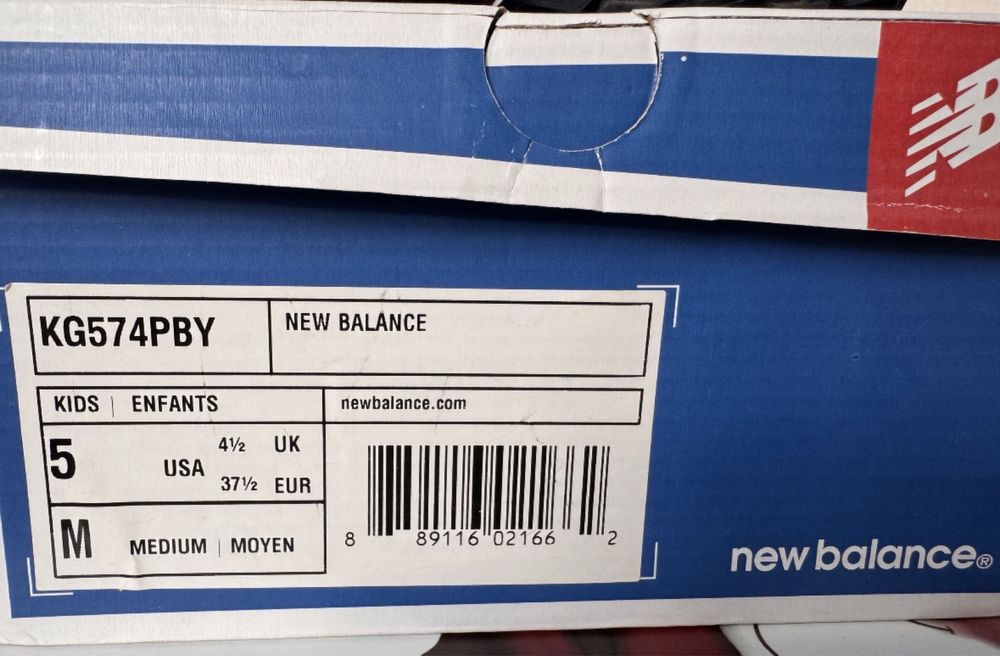 NB
KG574PBY
NEW BALANCE
KIDS | ENFANTS
newbalance.com
5 USA 4½ UK
37½ EUR
M MEDIUM | MOYEN
8 89116 02166 2
new balance®